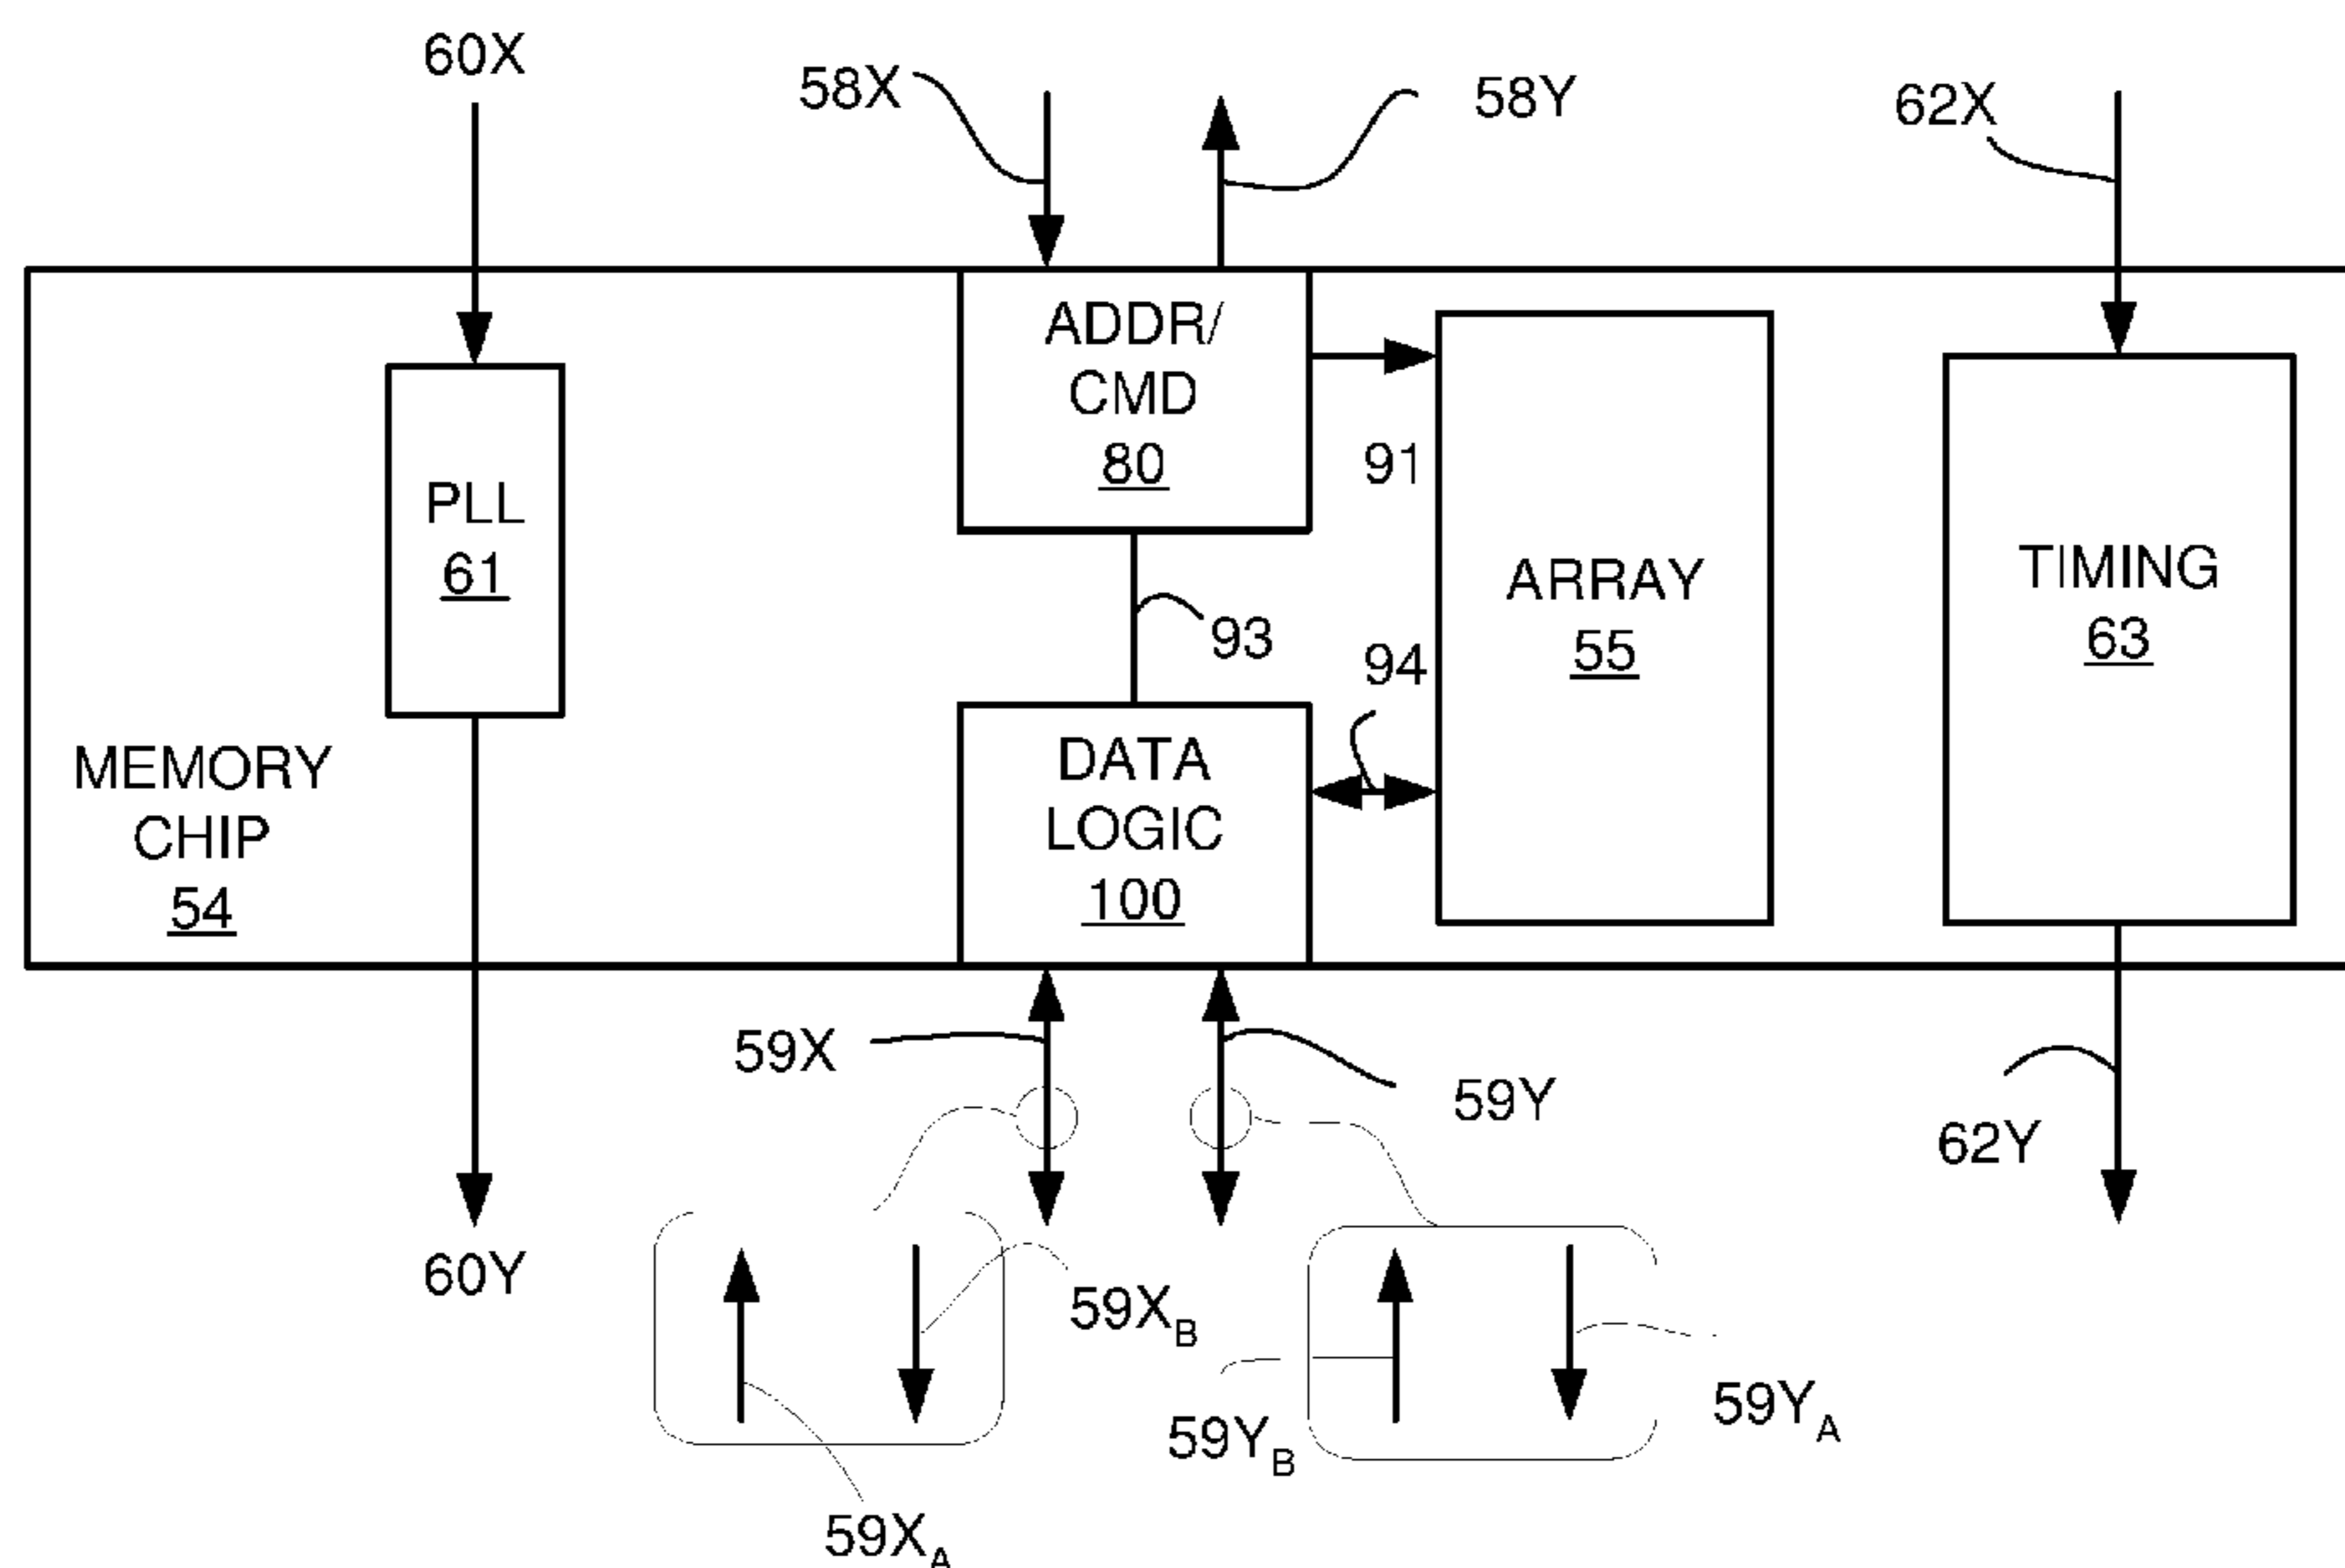 60X
58X
58Y
62X
ADDR/
CMD
80
91
PLL
61
ARRAY
55
TIMING
63
93
94
MEMORY
CHIP
54
DATA
LOGIC
100
59X
59Y
62Y
60Y
59XB
59YB
59YA
59XA